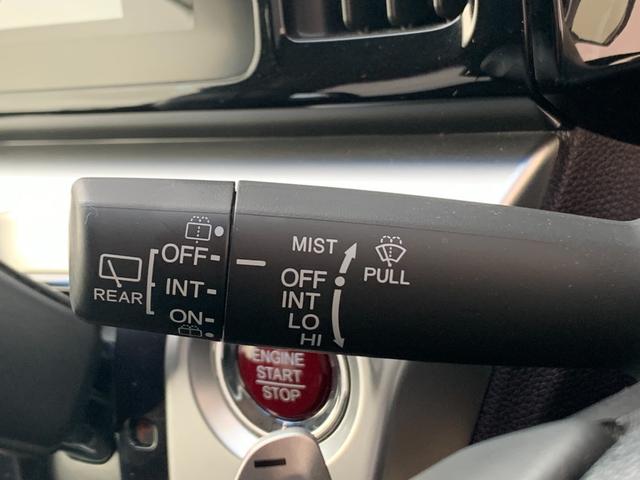 OFF
INT
ON
REAR
MIST
OFF
INT
LO
HI
PULL
ENGINE
START
STOP